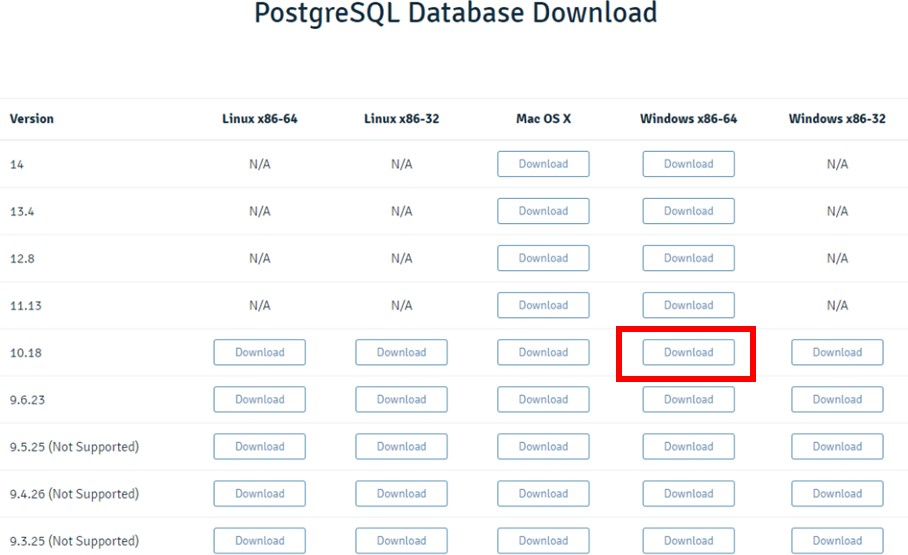 PostgreSQL Database Download
Version Linux x86-64 Linux x86-32 Mac OS X Windows x86-64 Windows x86-32
14 N/A N/A Download Download N/A
13.4 N/A N/A Download Download N/A
12.8 N/A N/A Download Download N/A
11.13 N/A N/A Download Download N/A
10.18 Download Download Download Download Download
9.6.23 Download Download Download Download Download
9.5.25 (Not Supported) Download Download Download Download Download
9.4.26 (Not Supported) Download Download Download Download Download
9.3.25 (Not Supported) Download Download Download Download Download